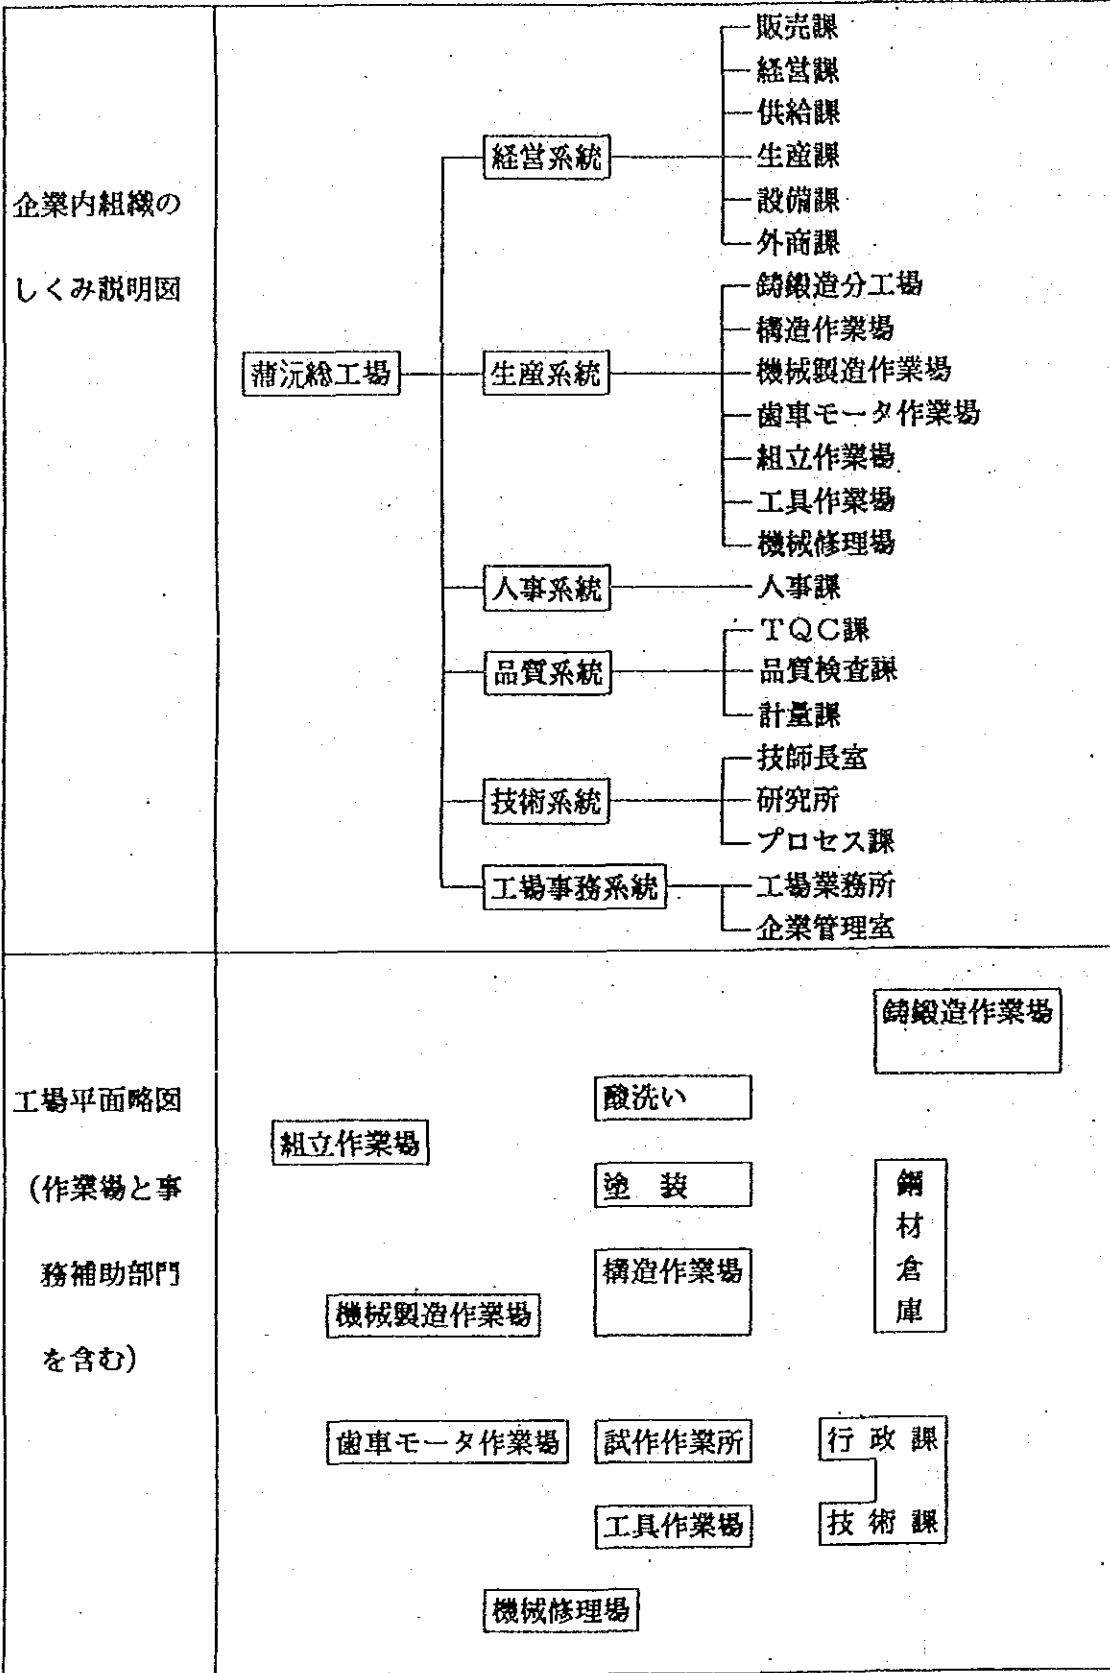 企業内組織の
しくみ説明図
蒲沅総工場
経営系統
販売課
経営課
供給課
生産課
設備課
外商課
生産系統
鋳鍛造分工場
構造作業場
機械製造作業場
歯車モータ作業場
組立作業場
工具作業場
機械修理場
人事系統
人事課
品質系統
TQC課
品質検査課
計量課
技術系統
技師長室
研究所
プロセス課
工場事務系統
工場業務所
企業管理室
工場平面略図
(作業場と事
務補助部門
を含む)
鋳鍛造作業場
酸洗い
組立作業場
塗 装
鋼材倉庫
構造作業場
機械製造作業場
歯車モータ作業場
試作作業所
行政課
工具作業場
技術課
機械修理場